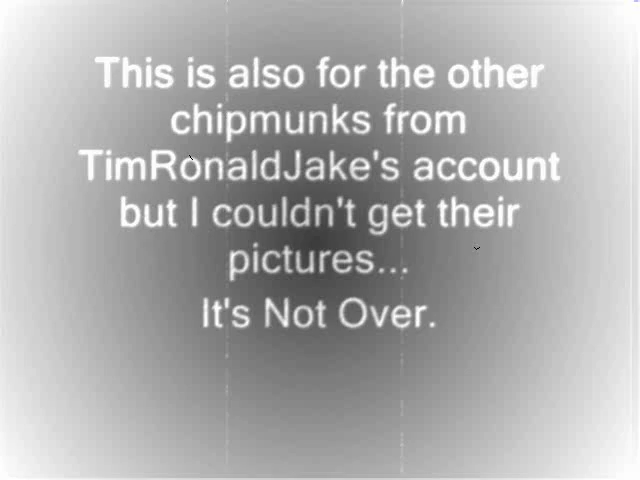 This is also for the other
chipmunks from
TimRonaldJake's account
but I couldn't get their
pictures...
It's Not Over.